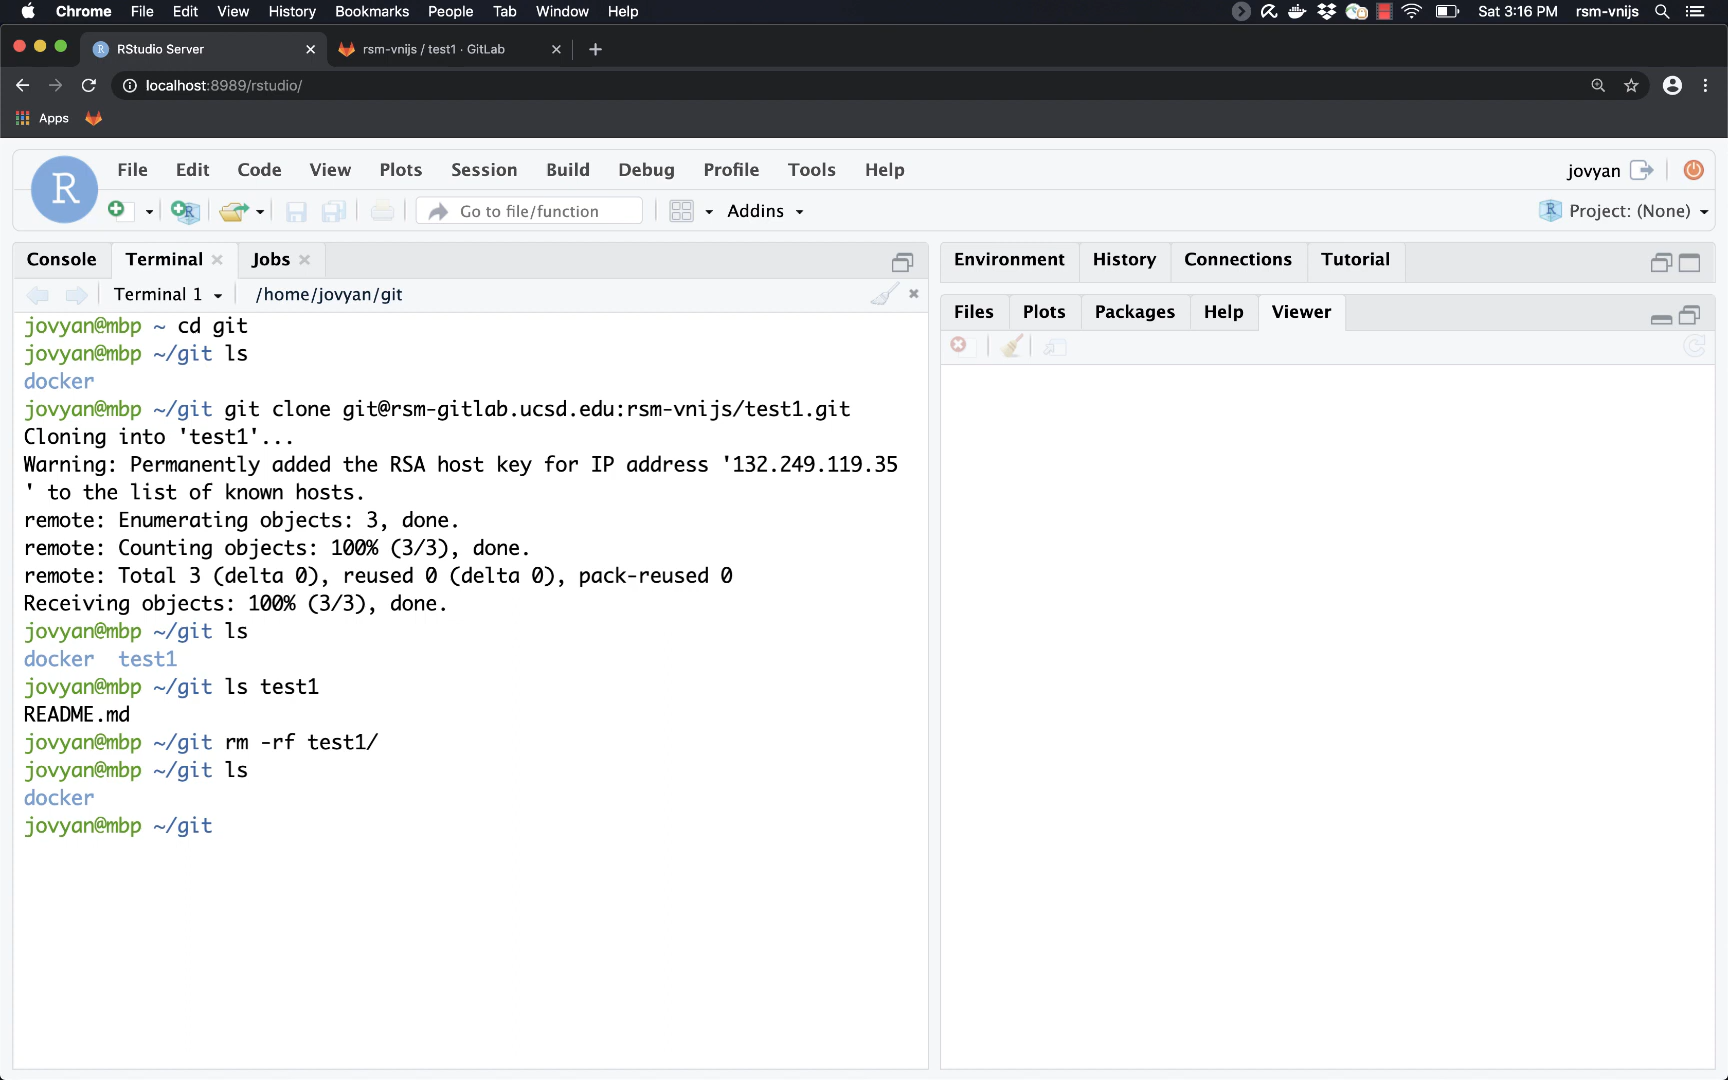 Chrome File Edit View History Bookmarks People Tab Window Help Sat 3:16 PM rsm-vnijs
RStudio Server rsm-vnijs / test1 · GitLab
localhost:8989/rstudio/
Apps
R File Edit Code View Plots Session Build Debug Profile Tools Help jovyan
Go to file/function Addins R Project: (None)
Console Terminal Jobs Environment History Connections Tutorial
Terminal 1 /home/jovyan/git Files Plots Packages Help Viewer
jovyan@mbp ~ cd git
jovyan@mbp ~/git ls
docker
jovyan@mbp ~/git git clone git@rsm-gitlab.ucsd.edu:rsm-vnijs/test1.git
Cloning into 'test1'...
Warning: Permanently added the RSA host key for IP address '132.249.119.35
' to the list of known hosts.
remote: Enumerating objects: 3, done.
remote: Counting objects: 100% (3/3), done.
remote: Total 3 (delta 0), reused 0 (delta 0), pack-reused 0
Receiving objects: 100% (3/3), done.
jovyan@mbp ~/git ls
docker test1
jovyan@mbp ~/git ls test1
README.md
jovyan@mbp ~/git rm -rf test1/
jovyan@mbp ~/git ls
docker
jovyan@mbp ~/git